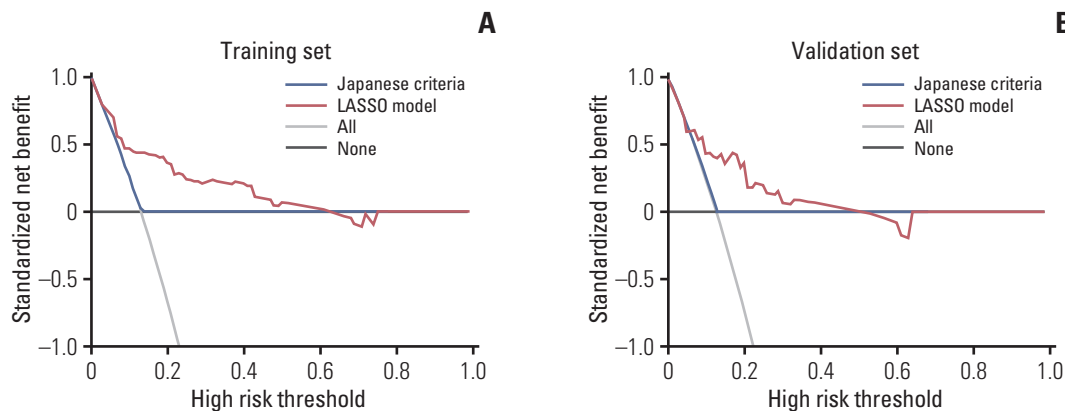 A
Training set
Japanese criteria
LASSO model
All
None
Standardized net benefit
1.0
0.5
0
−0.5
−1.0
0 0.2 0.4 0.6 0.8 1.0
High risk threshold
Validation set
Japanese criteria
LASSO model
All
None
Standardized net benefit
1.0
0.5
0
−0.5
−1.0
0 0.2 0.4 0.6 0.8 1.0
High risk threshold